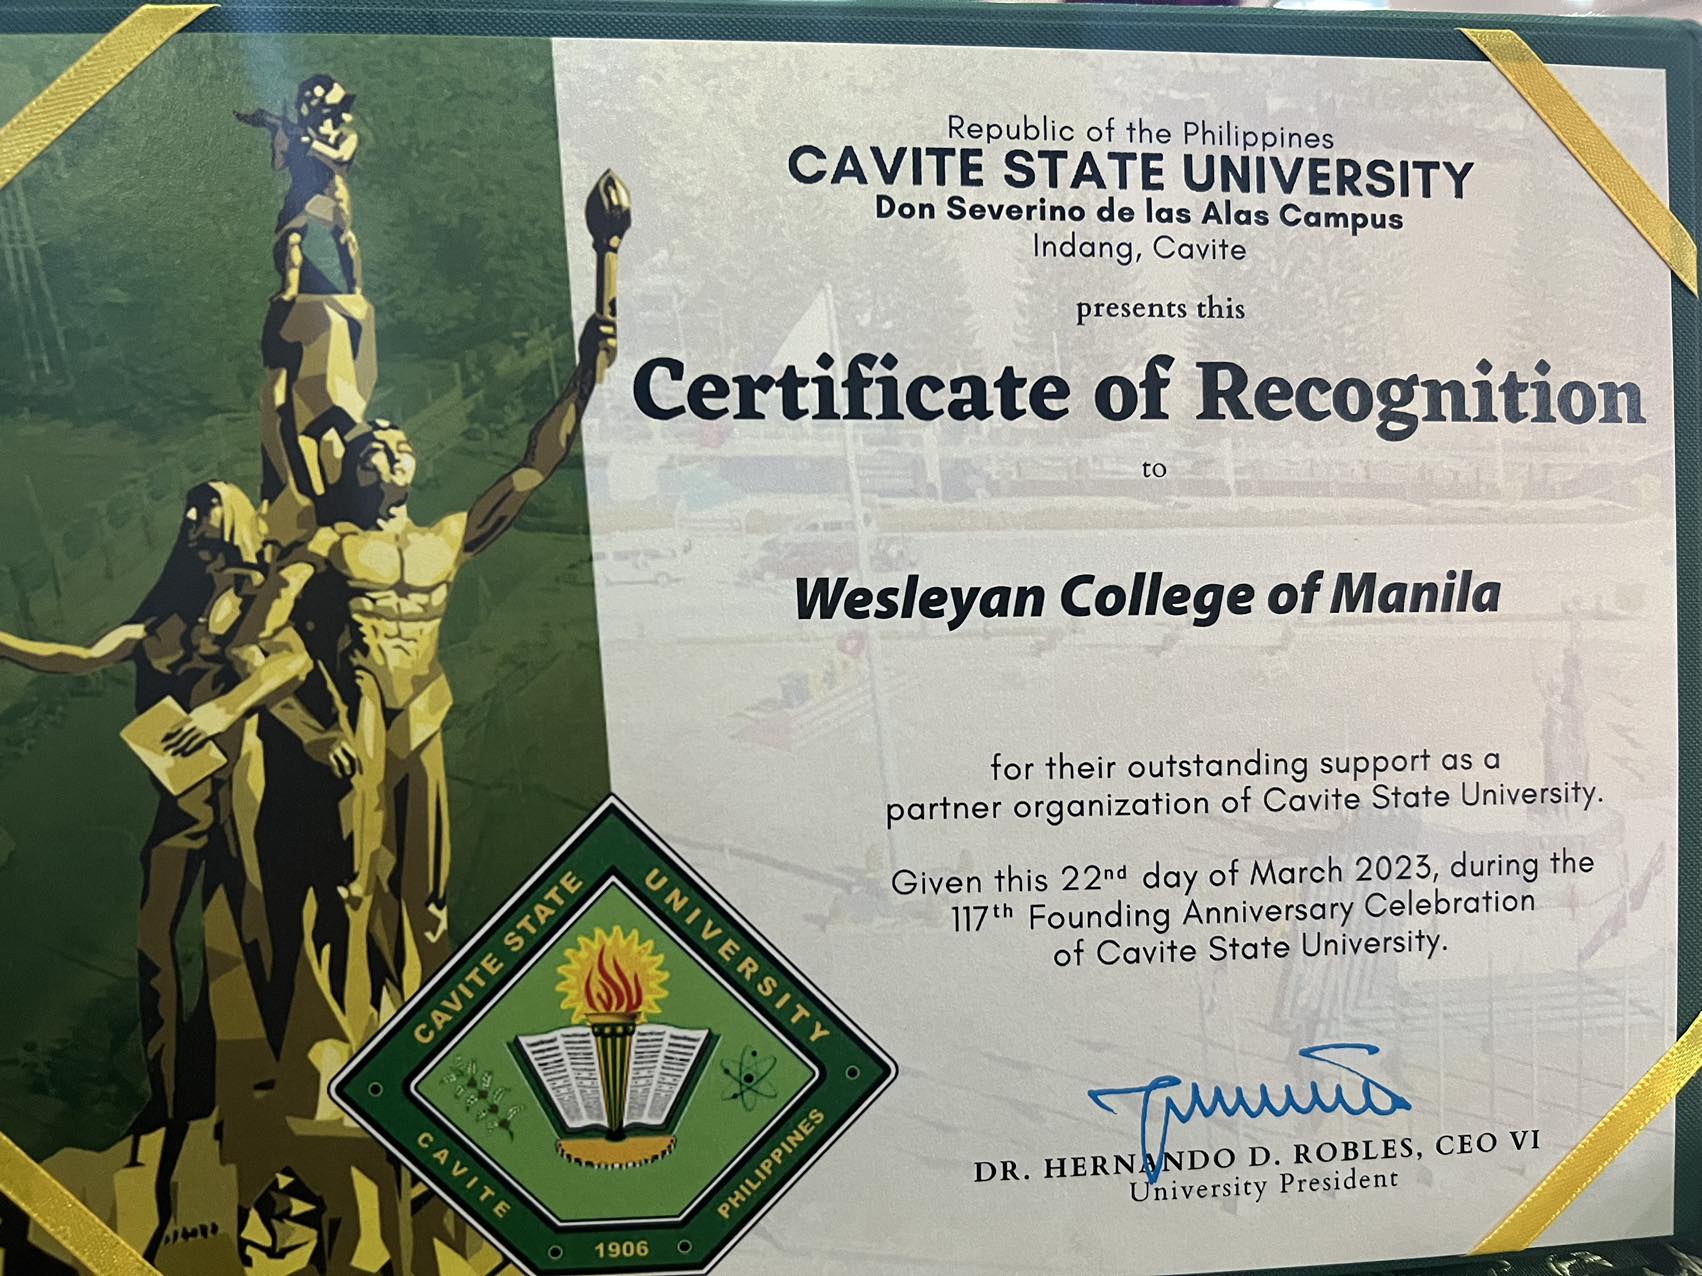 Republic of the Philippines
CAVITE STATE UNIVERSITY
Don Severino de las Alas Campus
Indang, Cavite
presents this
Certificate of Recognition
to
Wesleyan College of Manila
for their outstanding support as a
partner organization of Cavite State University.
Given this 22nd day of March 2023, during the
117th Founding Anniversary Celebration
of Cavite State University.
DR. HERNANDO D. ROBLES, CEO VI
University President
CAVITE STATE UNIVERSITY
CAVITE
PHILIPPINES
1906